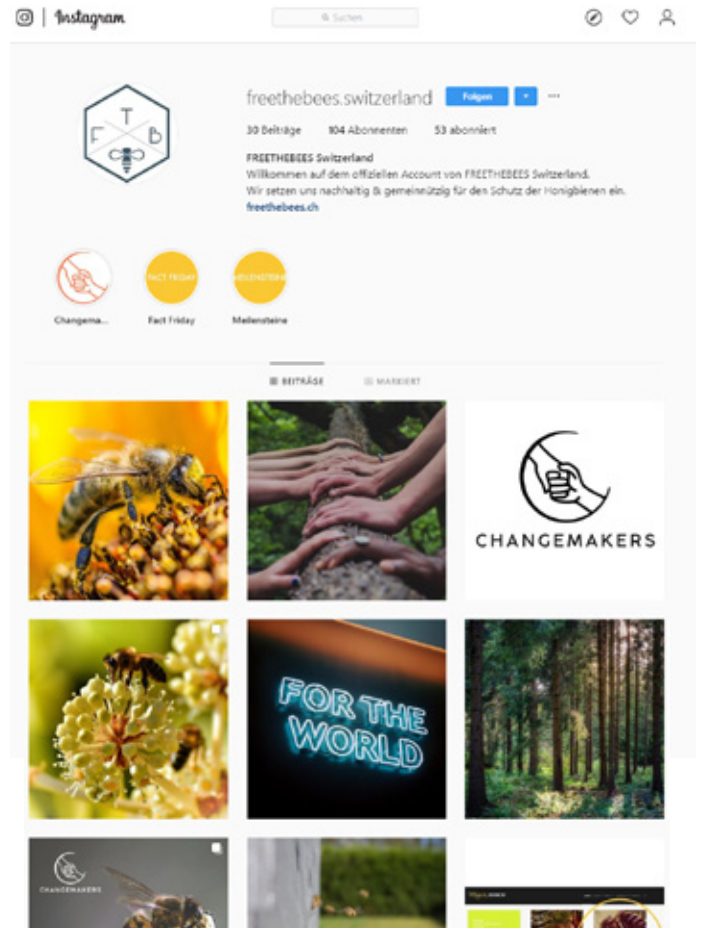 Instagram
Suchen
F T B
freethebees.switzerland Folgen
30 Beiträge 104 Abonnenten 53 abonniert
FREETHEBEES Switzerland
Willkommen auf dem offiziellen Account von FREETHEBEES Switzerland.
Wir setzen uns nachhaltig & gemeinnützig für den Schutz der Honigbienen ein.
freethebees.ch
FACT FRIDAY MEILENSTEINE
Changema... Fact Friday Meilensteine
BEITRÄGE MARKIERT
CHANGEMAKERS
FOR THE
WORLD
CHANGEMAKERS